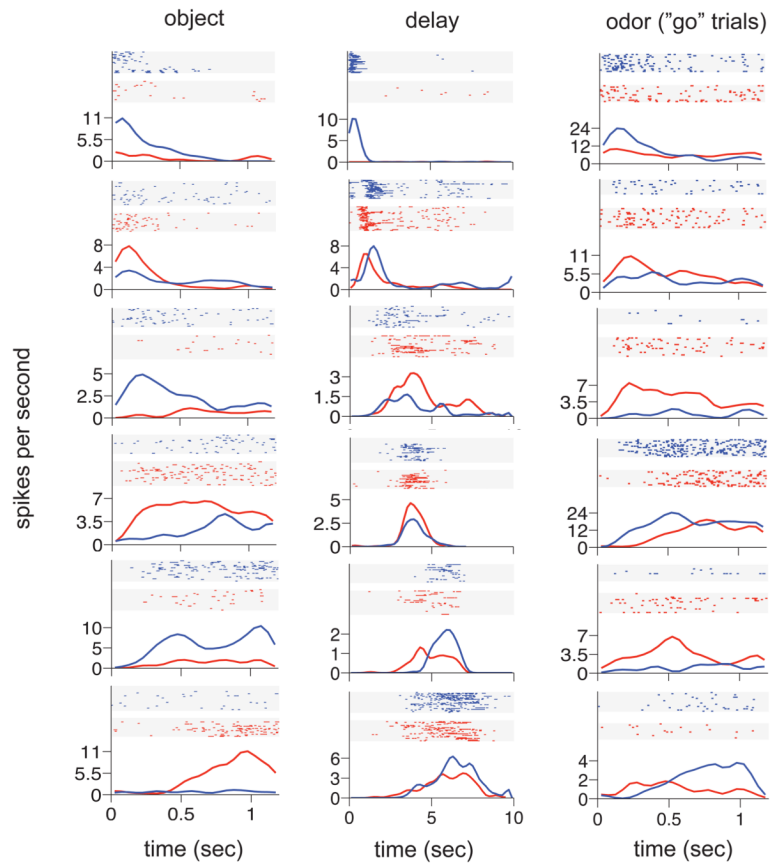 object delay odor ("go" trials)
11 10 24
5.5 5 12
0 0 0
8 8 11
4 4 5.5
0 0 0
5 3 7
2.5 1.5 3.5
0 0 0
7 5 24
3.5 2.5 12
0 0 0
10 2 7
5 1 3.5
0 0 0
11 6 4
5.5 3 2
0 0 0
0 0.5 1 0 5 10 0 0.5 1
time (sec) time (sec) time (sec)
spikes per second